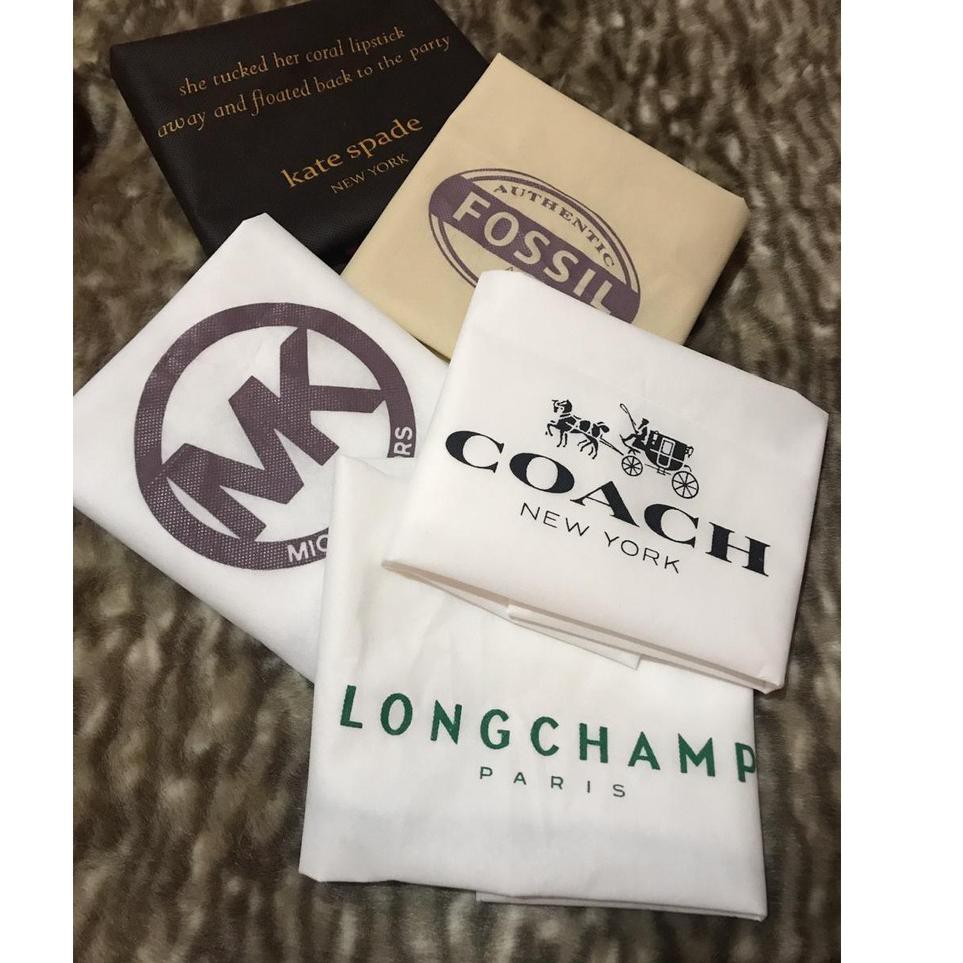 she tucked her coral lipstick
away and floated back to the party
kate spade
NEW YORK
AUTHENTIC
FOSSIL
MK
COACH
NEW YORK
LONGCHAMP
PARIS